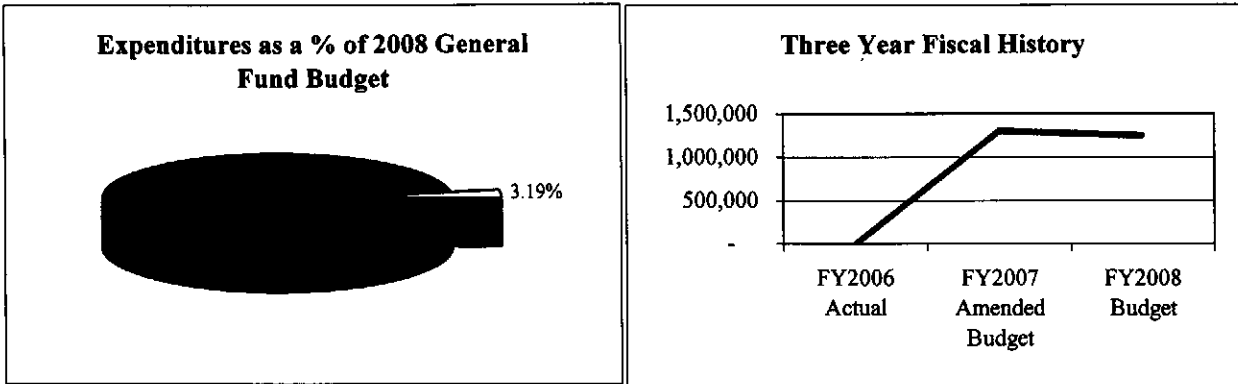 Expenditures as a % of 2008 General
Fund Budget
3.19%
Three Year Fiscal History
1,500,000
1,000,000
500,000
-
FY2006
Actual
FY2007
Amended
Budget
FY2008
Budget